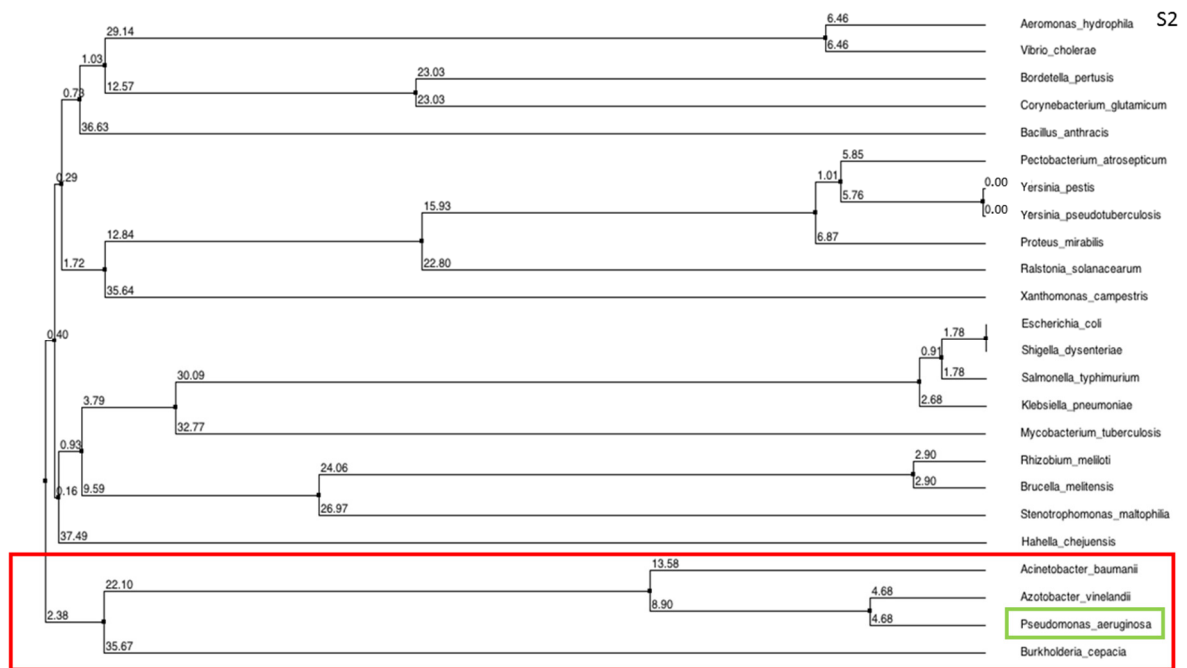 S2
6.46 Aeromonas_hydrophila
29.14
6.46 Vibrio_cholerae
1.03
23.03 Bordetella_pertusis
12.57
23.03 Corynebacterium_glutamicum
0.73
36.63 Bacillus_anthracis
5.85 Pectobacterium_atrosepticum
1.01
0.00 Yersinia_pestis
5.76
0.00 Yersinia_pseudotuberculosis
0.29
15.93
6.87 Proteus_mirabilis
12.84
22.80 Ralstonia_solanacearum
1.72
35.64 Xanthomonas_campestris
Escherichia_coli
0.40
1.78
Shigella_dysenteriae
0.91
1.78 Salmonella_typhimurium
30.09
2.68 Klebsiella_pneumoniae
3.79
32.77 Mycobacterium_tuberculosis
0.93
2.90 Rhizobium_meliloti
24.06
2.90 Brucella_melitensis
0.16 9.59
26.97 Stenotrophomonas_maltophilia
37.49 Hahella_chejuensis
13.58 Acinetobacter_baumanii
22.10
4.68 Azotobacter_vinelandii
8.90
4.68 Pseudomonas_aeruginosa
2.38
35.67 Burkholderia_cepacia